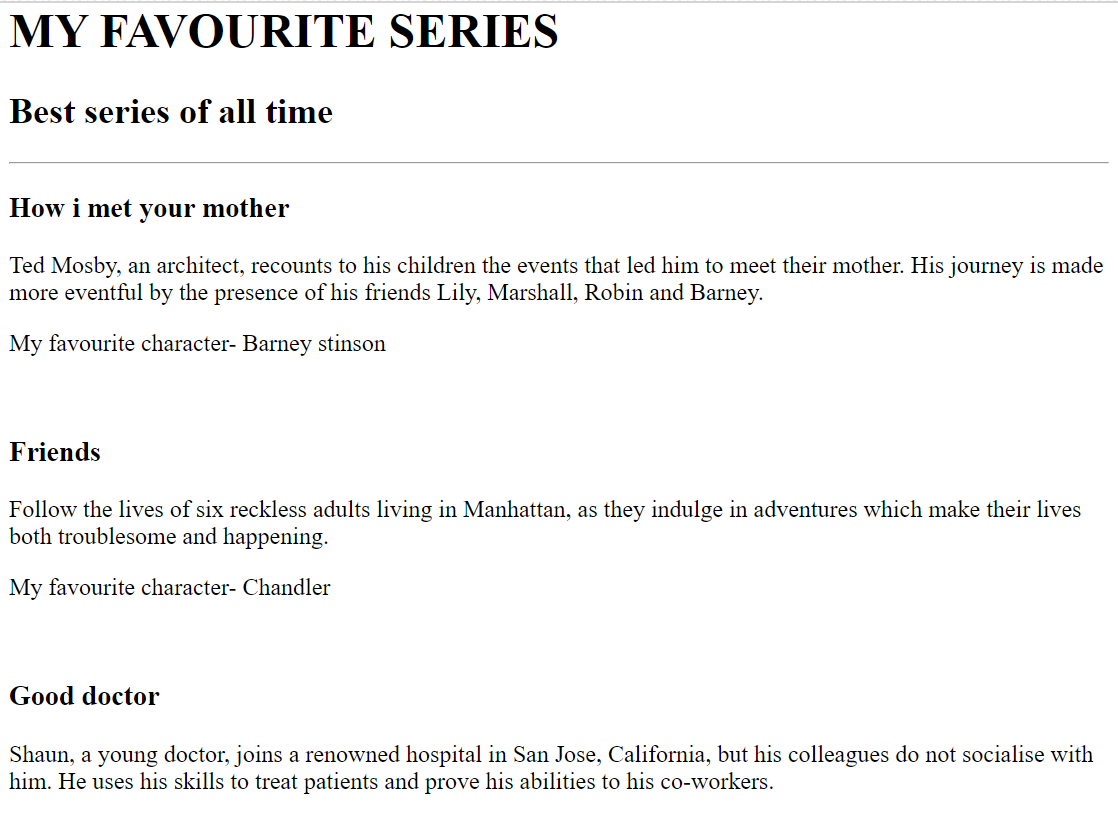 MY FAVOURITE SERIES
Best series of all time
How i met your mother
Ted Mosby, an architect, recounts to his children the events that led him to meet their mother. His journey is made
more eventful by the presence of his friends Lily, Marshall, Robin and Barney.
My favourite character- Barney stinson
Friends
Follow the lives of six reckless adults living in Manhattan, as they indulge in adventures which make their lives
both troublesome and happening.
My favourite character- Chandler
Good doctor
Shaun, a young doctor, joins a renowned hospital in San Jose, California, but his colleagues do not socialise with
him. He uses his skills to treat patients and prove his abilities to his co-workers.